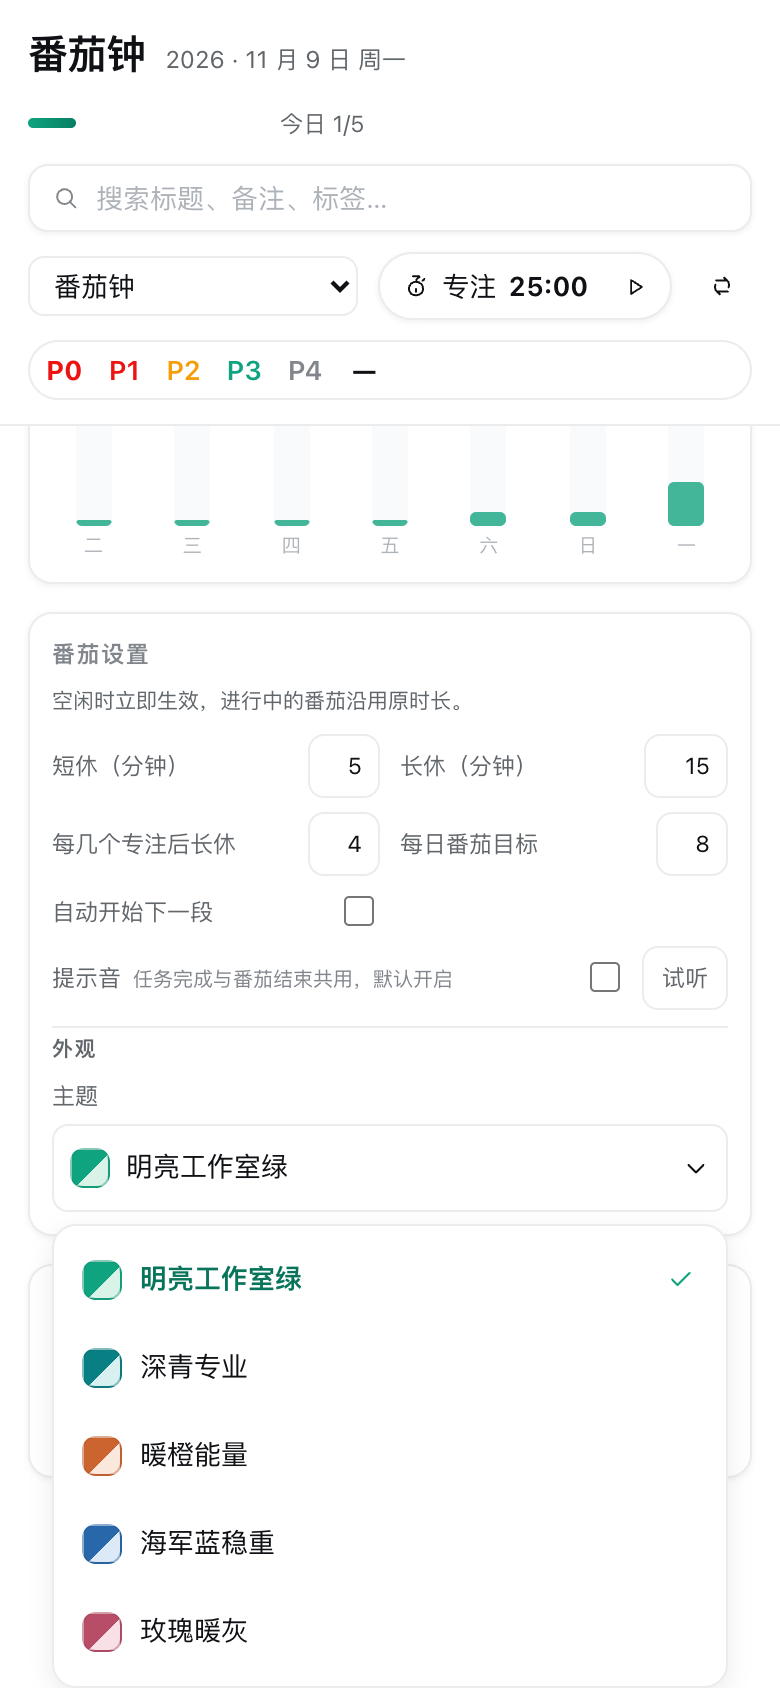 番茄钟 2026 · 11 月 9 日 周一
今日 1/5
搜索标题、备注、标签...
番茄钟 专注 25:00
P0 P1 P2 P3 P4 —
二 三 四 五 六 日 一
番茄设置
空闲时立即生效，进行中的番茄沿用原时长。
短休（分钟） 5 长休（分钟） 15
每几个专注后长休 4 每日番茄目标 8
自动开始下一段
提示音 任务完成与番茄结束共用，默认开启 试听
外观
主题
明亮工作室绿
明亮工作室绿
深青专业
暖橙能量
海军蓝稳重
玫瑰暖灰